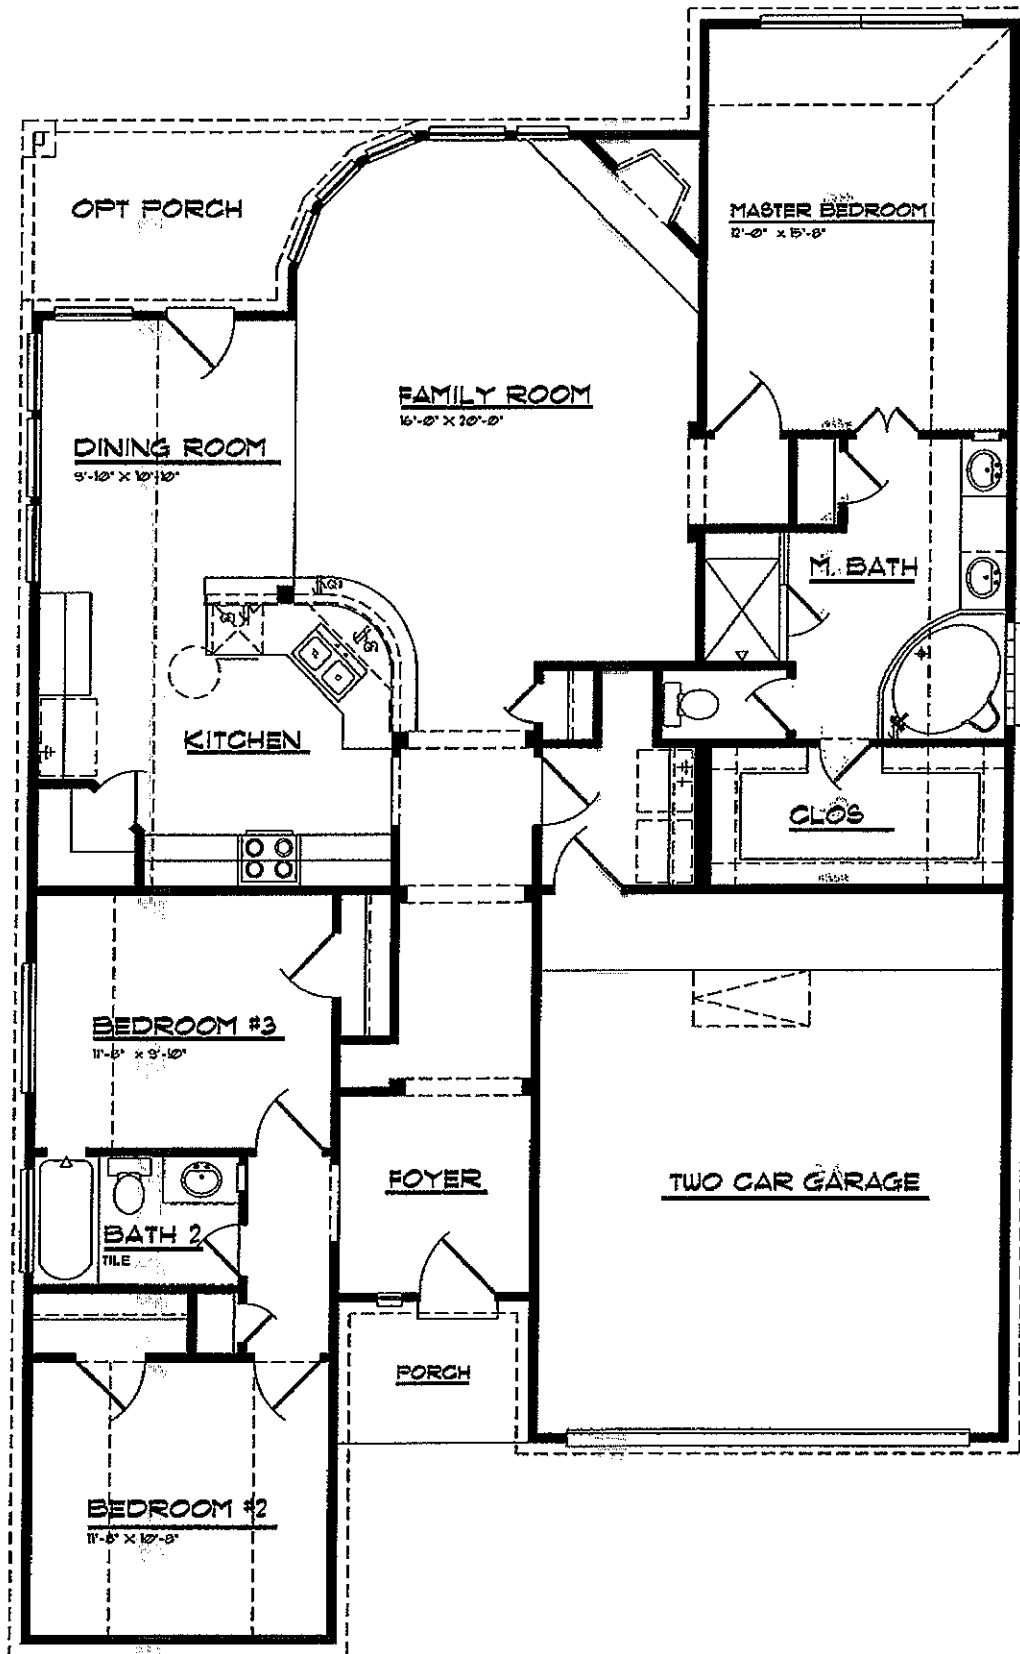 OPT PORCH
MASTER BEDROOM
12'-0" x 15'-8"
FAMILY ROOM
16'-0" X 20'-0"
DINING ROOM
9'-10" X 10'-10"
M. BATH
KITCHEN
CLOS
BEDROOM #3
11'-8" x 9'-10"
FOYER
TWO CAR GARAGE
BATH 2
TILE
PORCH
BEDROOM #2
11'-8" X 10'-8"